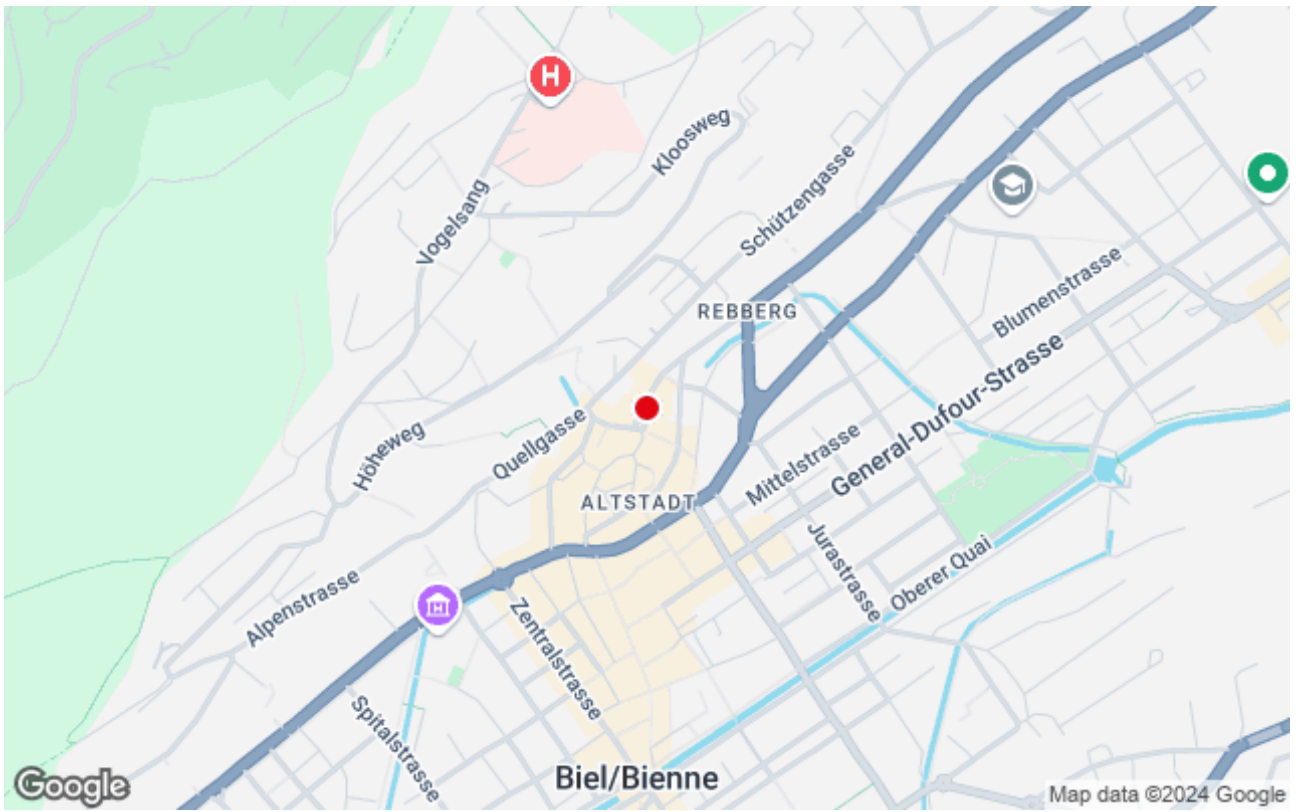 H
Kloosweg
Schützengasse
Vogelsang
REBBERG
Blumenstrasse
General-Dufour-Strasse
Höheweg
Quellgasse
Mittelstrasse
ALTSTADT
Jurastrasse
Oberer Quai
Alpenstrasse
H
Zentralstrasse
Spitalstrasse
Biel/Bienne
Google
Map data ©2024 Google